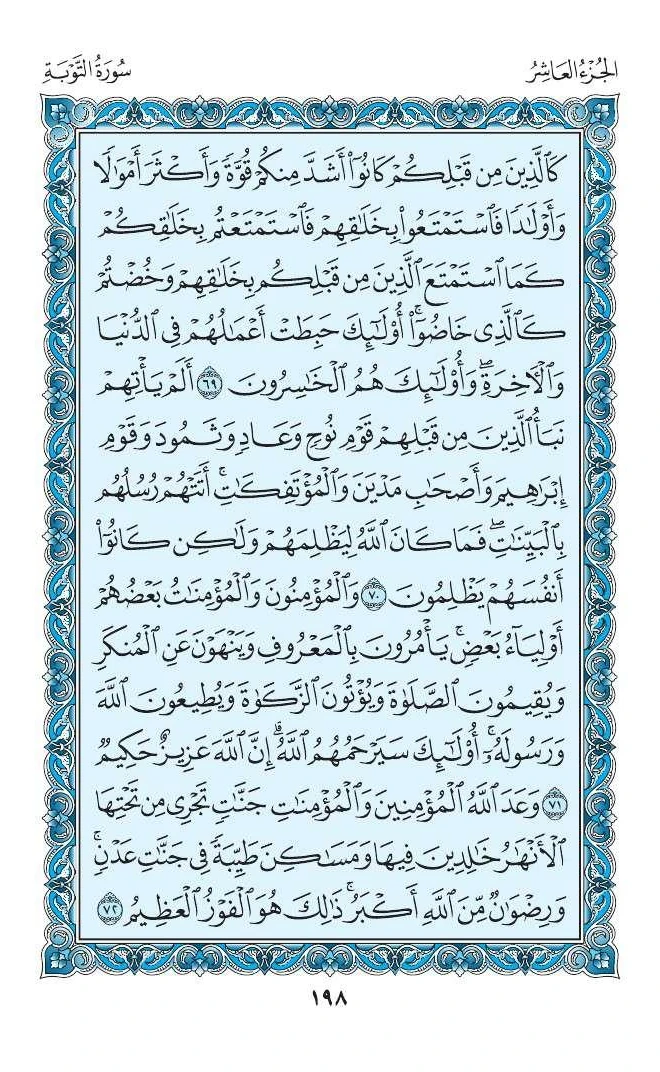 الجُزْءُ العَاشِرُ
سُورَةُ التَّوْبَةِ
كَٱلَّذِينَ مِن قَبْلِكُمْ كَانُوٓا۟ أَشَدَّ مِنكُمْ قُوَّةً وَأَكْثَرَ أَمْوَٰلًا
وَأَوْلَٰدًا فَٱسْتَمْتَعُوا۟ بِخَلَٰقِهِمْ فَٱسْتَمْتَعْتُم بِخَلَٰقِكُمْ
كَمَا ٱسْتَمْتَعَ ٱلَّذِينَ مِن قَبْلِكُم بِخَلَٰقِهِمْ وَخُضْتُمْ
كَٱلَّذِى خَاضُوٓا۟ ۚ أُو۟لَٰٓئِكَ حَبِطَتْ أَعْمَٰلُهُمْ فِى ٱلدُّنْيَا
وَٱلْءَاخِرَةِ ۖ وَأُو۟لَٰٓئِكَ هُمُ ٱلْخَٰسِرُونَ ٦٩ أَلَمْ يَأْتِهِمْ
نَبَأُ ٱلَّذِينَ مِن قَبْلِهِمْ قَوْمِ نُوحٍ وَعَادٍ وَثَمُودَ وَقَوْمِ
إِبْرَٰهِيمَ وَأَصْحَٰبِ مَدْيَنَ وَٱلْمُؤْتَفِكَٰتِ ۚ أَتَتْهُمْ رُسُلُهُم
بِٱلْبَيِّنَٰتِ ۖ فَمَا كَانَ ٱللَّهُ لِيَظْلِمَهُمْ وَلَٰكِن كَانُوٓا۟
أَنفُسَهُمْ يَظْلِمُونَ ٧٠ وَٱلْمُؤْمِنُونَ وَٱلْمُؤْمِنَٰتُ بَعْضُهُمْ
أَوْلِيَآءُ بَعْضٍ ۚ يَأْمُرُونَ بِٱلْمَعْرُوفِ وَيَنْهَوْنَ عَنِ ٱلْمُنكَرِ
وَيُقِيمُونَ ٱلصَّلَوٰةَ وَيُؤْتُونَ ٱلزَّكَوٰةَ وَيُطِيعُونَ ٱللَّهَ
وَرَسُولَهُۥٓ ۚ أُو۟لَٰٓئِكَ سَيَرْحَمُهُمُ ٱللَّهُ ۗ إِنَّ ٱللَّهَ عَزِيزٌ حَكِيمٌ
٧١ وَعَدَ ٱللَّهُ ٱلْمُؤْمِنِينَ وَٱلْمُؤْمِنَٰتِ جَنَّٰتٍ تَجْرِى مِن تَحْتِهَا
ٱلْأَنْهَٰرُ خَٰلِدِينَ فِيهَا وَمَسَٰكِنَ طَيِّبَةً فِى جَنَّٰتِ عَدْنٍ ۚ
وَرِضْوَٰنٌ مِّنَ ٱللَّهِ أَكْبَرُ ۚ ذَٰلِكَ هُوَ ٱلْفَوْزُ ٱلْعَظِيمُ ٧٢
١٩٨